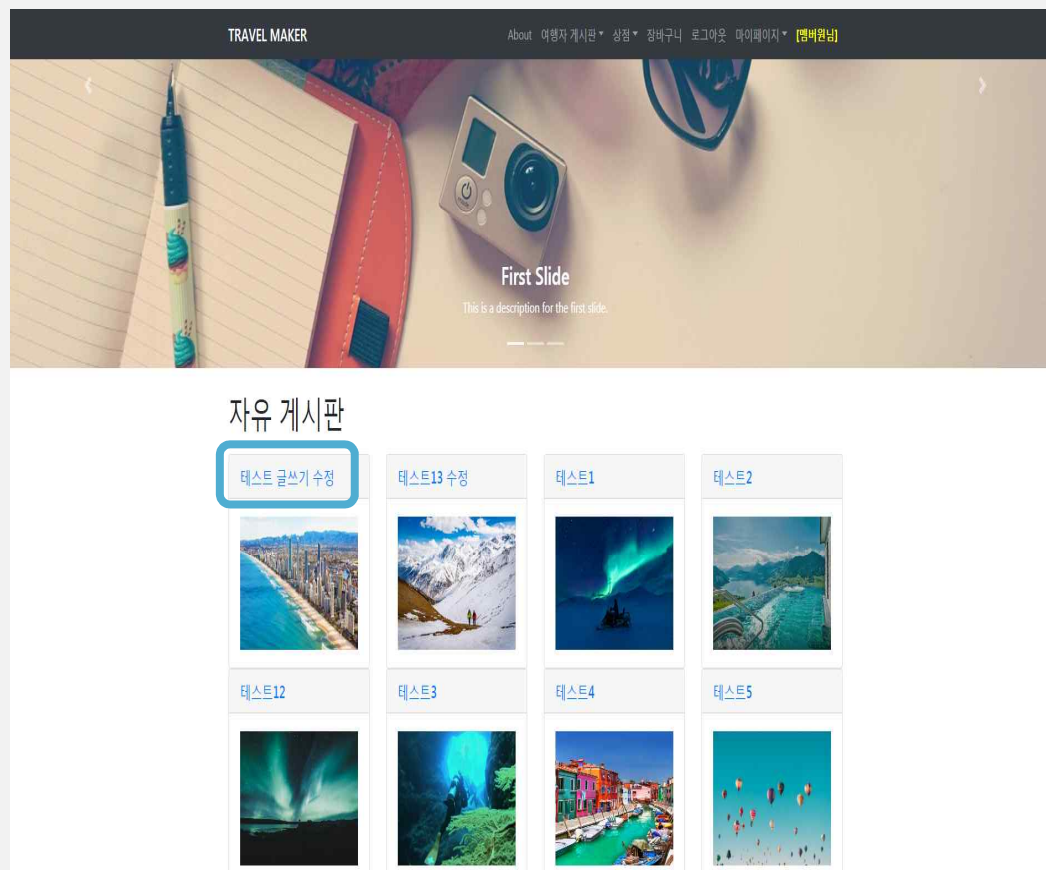 TRAVEL MAKER About 여행자 게시판 상점 장바구니 로그아웃 마이페이지 [멤버원님]
First Slide
This is a description for the first slide.
자유 게시판
테스트 글쓰기 수정 테스트13 수정 테스트1 테스트2
테스트12 테스트3 테스트4 테스트5